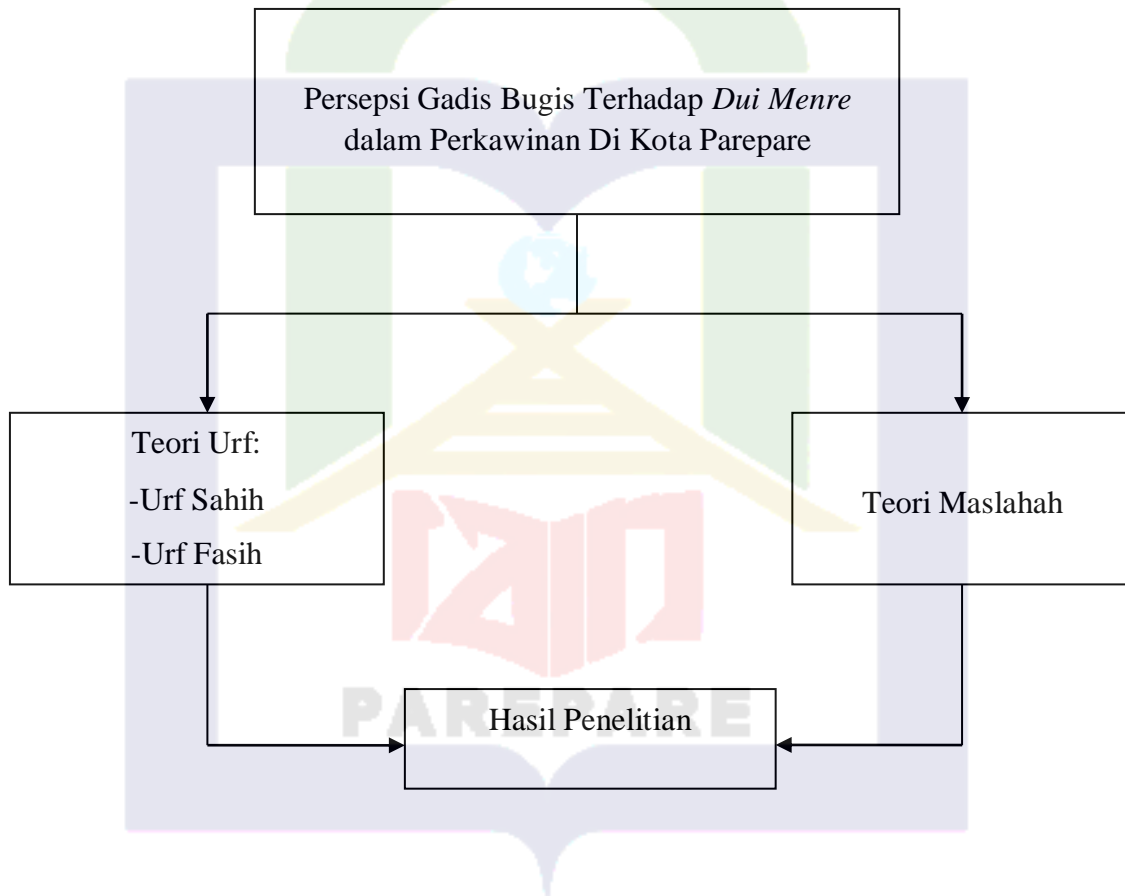 Persepsi Gadis Bugis Terhadap Dui Menre
dalam Perkawinan Di Kota Parepare
Teori Urf:
-Urf Sahih
-Urf Fasih
Teori Maslahah
Hasil Penelitian
PAREPARE